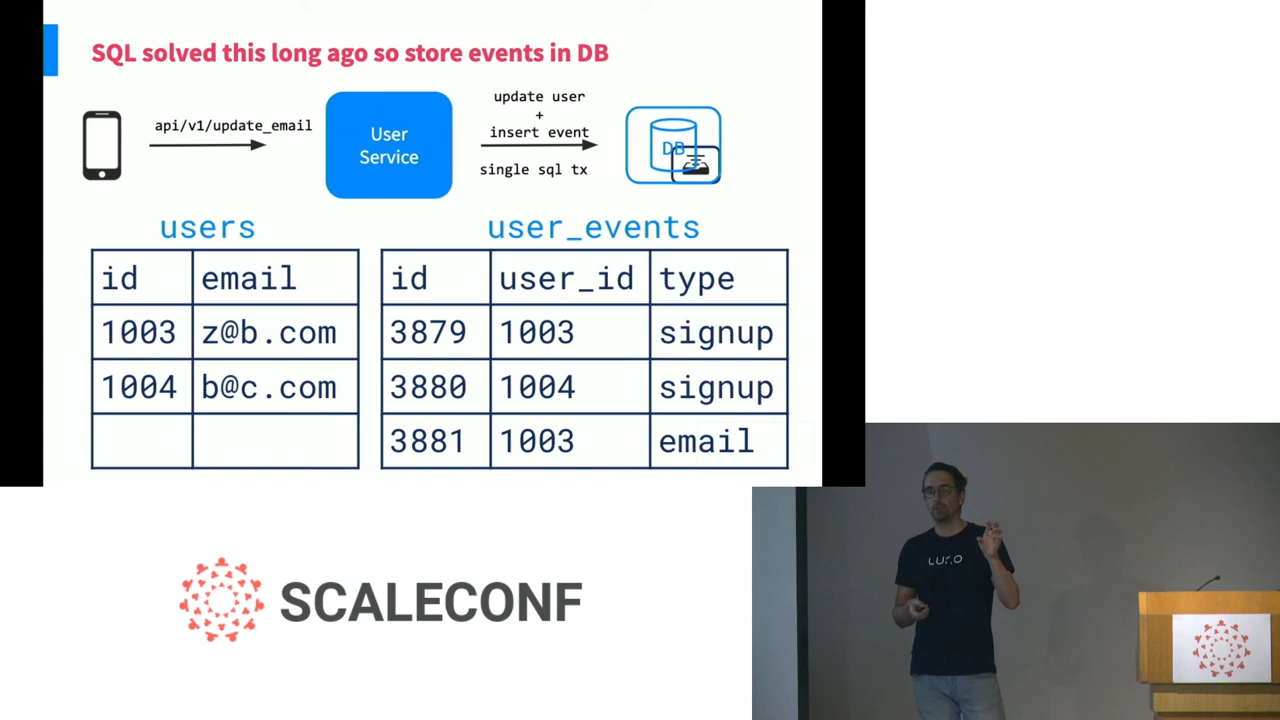 SQL solved this long ago so store events in DB
api/v1/update_email
User
Service
update user
+
insert event
single sql tx
DB
users
id email
1003 z@b.com
1004 b@c.com
user_events
id user_id type
3879 1003 signup
3880 1004 signup
3881 1003 email
SCALECONF